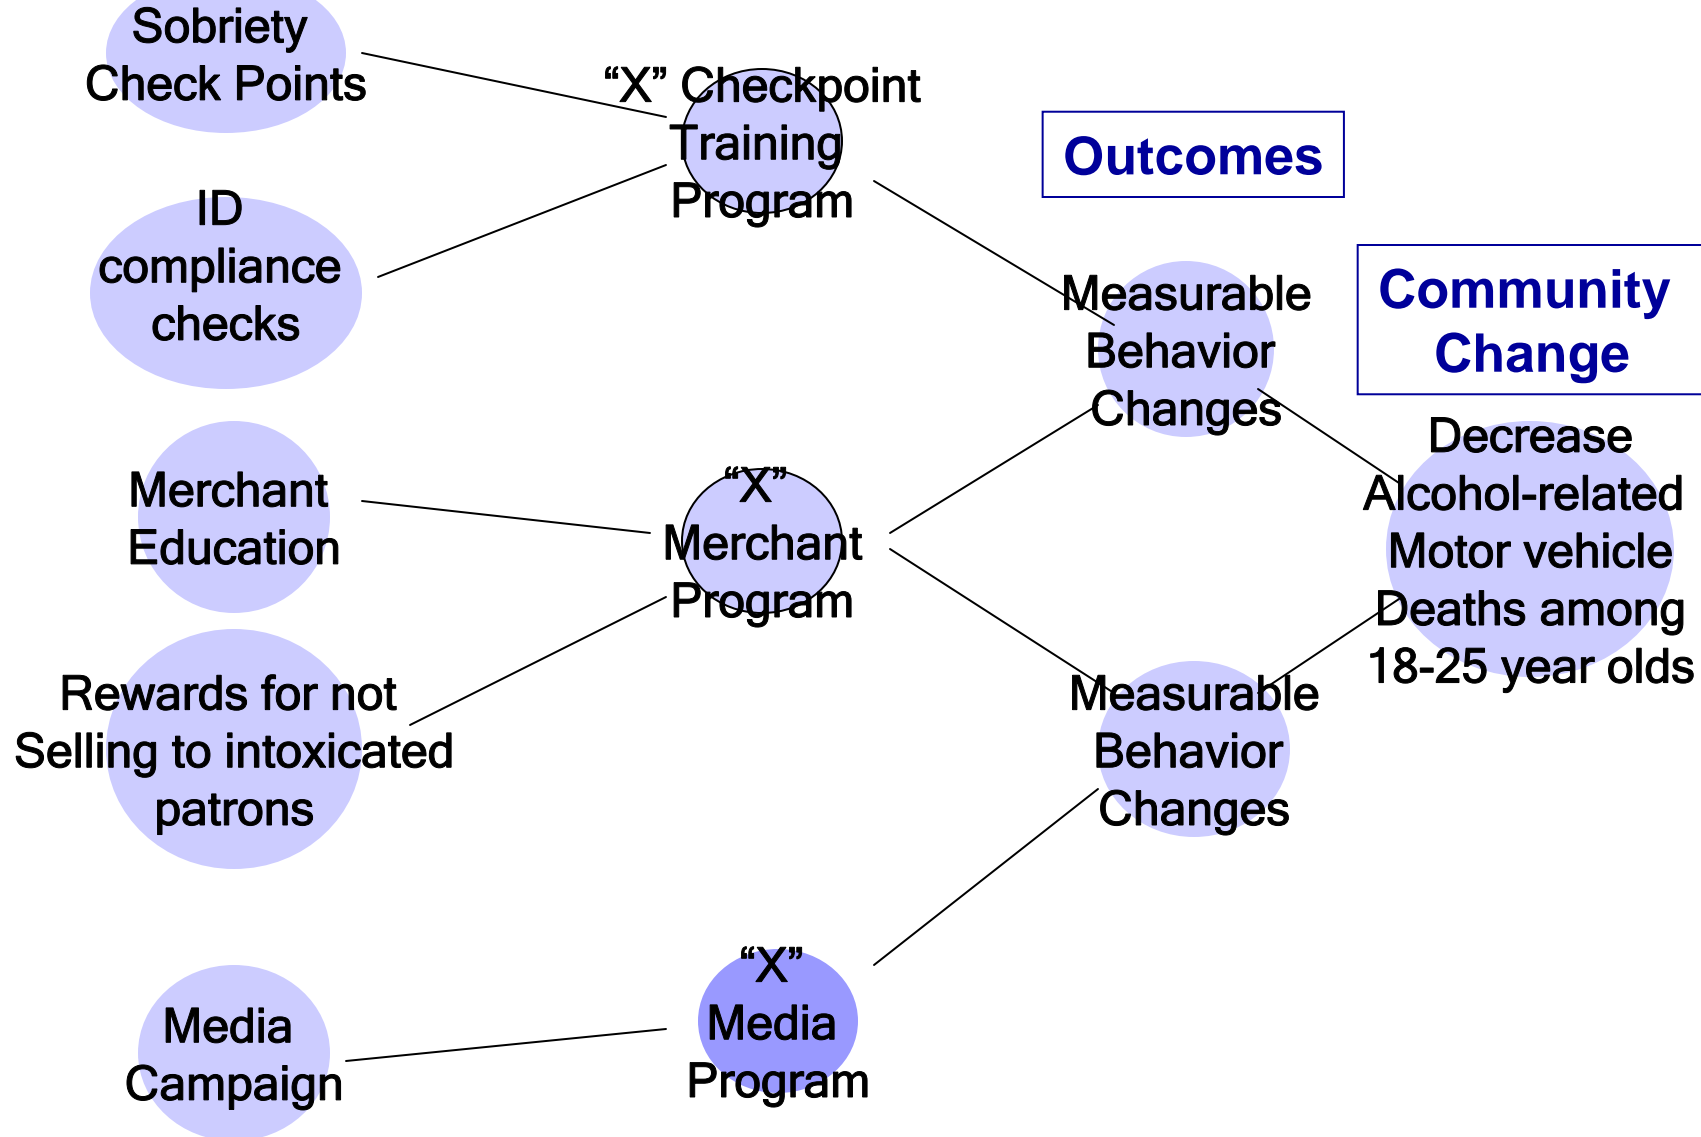 Sobriety
Check Points
ID
compliance
checks
Merchant
Education
Rewards for not
Selling to intoxicated
patrons
Media
Campaign
“X” Checkpoint
Training
Program
“X”
Merchant
Program
“X”
Media
Program
Outcomes
Measurable
Behavior
Changes
Measurable
Behavior
Changes
Community
Change
Decrease
Alcohol-related
Motor vehicle
Deaths among
18-25 year olds